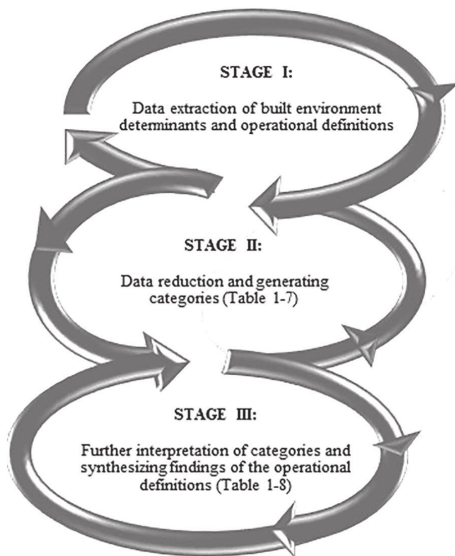 STAGE I:
Data extraction of built environment
determinants and operational definitions
STAGE II:
Data reduction and generating
categories (Table 1-7)
STAGE III:
Further interpretation of categories and
synthesizing findings of the operational
definitions (Table 1-8)